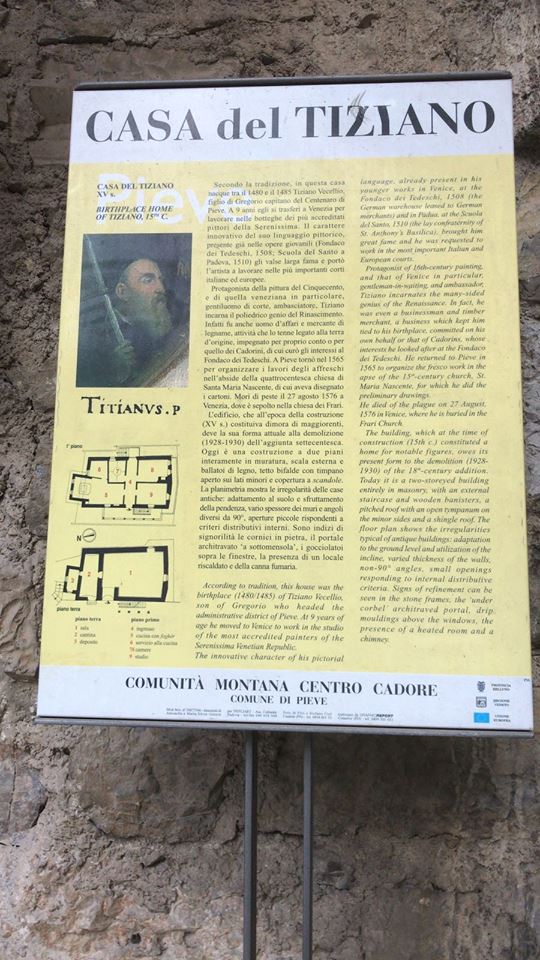 CASA del TIZIANO
Pieve
CASA DEL TIZIANO
XV s.
BIRTHPLACE HOME
OF TIZIANO, 15th C.
TITIANVS. P
1° piano
N
piano terra
piano terra
1 sala
2 cantina
3 deposito
piano primo
4 ingresso
5 cucina con foghèr
6 servizio alla cucina
78 camere
9 studio
Secondo la tradizione, in questa casa
nacque tra il 1480 e il 1485 Tiziano Vecellio,
figlio di Gregorio capitano del Centenaro di
Pieve. A 9 anni egli si trasferì a Venezia per
lavorare nelle botteghe dei più accreditati
pittori della Serenissima. Il carattere
innovativo del suo linguaggio pittorico,
presente già nelle opere giovanili (Fondaco
dei Tedeschi, 1508; Scuola del Santo a
Padova, 1510) gli valse larga fama e portò
l'artista a lavorare nelle più importanti corti
italiane ed europee.
Protagonista della pittura del Cinquecento,
e di quella veneziana in particolare,
gentiluomo di corte, ambasciatore, Tiziano
incarna il poliedrico genio del Rinascimento.
Infatti fu anche uomo d'affari e mercante di
legname, attività che lo tenne legato alla terra
d'origine, impegnato per proprio conto o per
quello dei Cadorini, di cui curò gli interessi al
Fondaco dei Tedeschi. A Pieve tornò nel 1565
per organizzare i lavori degli affreschi
nell'abside della quattrocentesca chiesa di
Santa Maria Nascente, di cui aveva disegnato
i cartoni. Morì di peste il 27 agosto 1576 a
Venezia, dove è sepolto nella chiesa dei Frari.
L'edificio, che all'epoca della costruzione
(XV s.) costituiva dimora di maggiorenti,
deve la sua forma attuale alla demolizione
(1928-1930) dell'aggiunta settecentesca.
Oggi è una costruzione a due piani
interamente in muratura, scala esterna e
ballatoi di legno, tetto bifalde con timpano
aperto sui lati minori e copertura a scandole.
La planimetria mostra le irregolarità delle case
antiche: adattamento al suolo e sfruttamento
della pendenza, vario spessore dei muri e angoli
diversi da 90°, aperture piccole rispondenti a
criteri distributivi interni. Sono indizi di
signorilità le cornici in pietra, il portale
architravato 'a sottomensola', i gocciolatoi
sopra le finestre, la presenza di un locale
riscaldato e della canna fumaria.
According to tradition, this house was the
birthplace (1480/1485) of Tiziano Vecellio,
son of Gregorio who headed the
administrative district of Pieve. At 9 years of
age he moved to Venice to work in the studio
of the most accredited painters of the
Serenissima Venetian Republic.
The innovative character of his pictorial
language, already present in his
younger works in Venice, at the
Fondaco dei Tedeschi, 1508 (the
German warehouse leased to German
merchants) and in Padua, at the Scuola
del Santo, 1510 (the lay confraternity of
St. Anthony's Basilica), brought him
great fame and he was requested to
work in the most important Italian and
European courts.
Protagonist of 16th-century painting,
and that of Venice in particular,
gentleman-in-waiting, and ambassador,
Tiziano incarnates the many-sided
genius of the Renaissance. In fact, he
was even a businessman and timber
merchant, a business which kept him
tied to his birthplace, committed on his
own behalf or that of Cadorins, whose
interests he looked after at the Fondaco
dei Tedeschi. He returned to Pieve in
1565 to organize the fresco work in the
apse of the 15th-century church, St.
Maria Nascente, for which he did the
preliminary drawings.
He died of the plague on 27 August,
1576 in Venice, where he is buried in the
Frari Church.
The building, which at the time of
construction (15th c.) constituted a
home for notable figures, owes its
present form to the demolition (1928-
1930) of the 18th-century addition.
Today it is a two-storeyed building
entirely in masonry, with an external
staircase and wooden banisters, a
pitched roof with an open tympanum on
the minor sides and a shingle roof. The
floor plan shows the irregularities
typical of antique buildings: adaptation
to the ground level and utilization of the
incline, varied thickness of the walls,
non-90° angles, small openings
responding to internal distributive
criteria. Signs of refinement can be
seen in the stone frames, the 'under
corbel' architraved portal, drip
mouldings above the windows, the
presence of a heated room and a
chimney.
COMUNITÀ MONTANA CENTRO CADORE
COMUNE DI PIEVE
PROVINCIA
BELLUNO
REGIONE
VENETO
UNIONE
EUROPEA